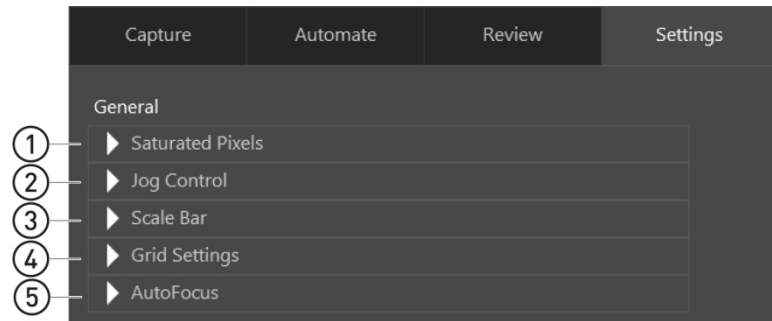 Capture Automate Review Settings
General
1 Saturated Pixels
2 Jog Control
3 Scale Bar
4 Grid Settings
5 AutoFocus